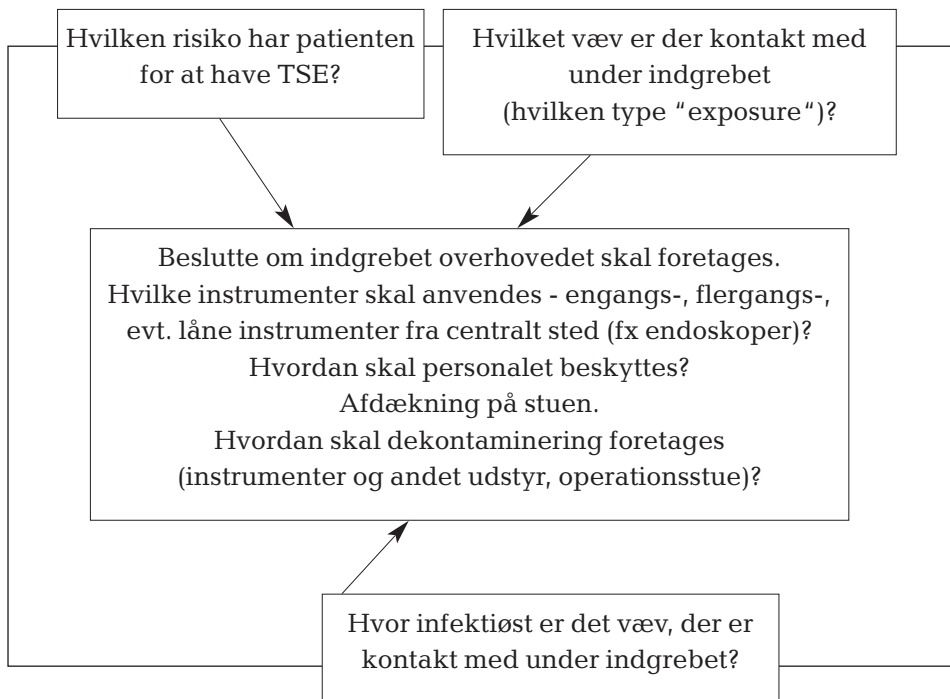 Hvilken risiko har patienten
for at have TSE?
Hvilket væv er der kontakt med
under indgrebet
(hvilken type “exposure“)?
Beslutte om indgrebet overhovedet skal foretages.
Hvilke instrumenter skal anvendes - engangs-, flergangs-,
evt. låne instrumenter fra centralt sted (fx endoskoper)?
Hvordan skal personalet beskyttes?
Afdækning på stuen.
Hvordan skal dekontaminering foretages
(instrumenter og andet udstyr, operationsstue)?
Hvor infektiøst er det væv, der er
kontakt med under indgrebet?